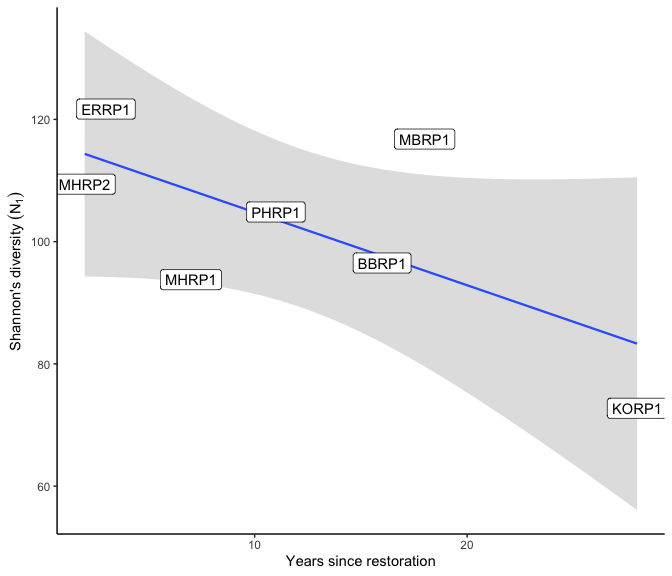 ERRP1
120
MBRP1
MHRP2
PHRP1
100
BBRP1
MHRP1
80
KORP1
60
Shannon's diversity (N₁)
10
20
Years since restoration